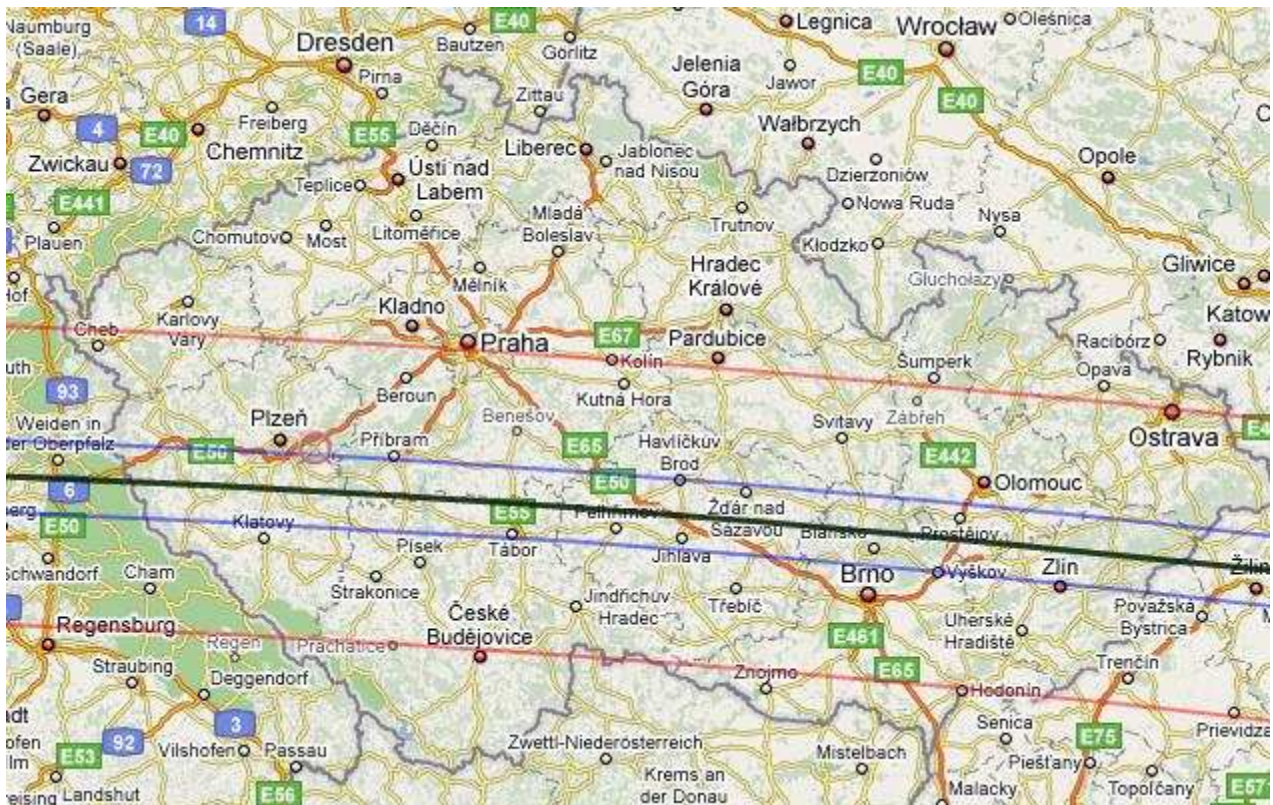 Naumburg
(Saale)
14
Dresden
E40
Bautzen
Görlitz
Legnica
Wrocław
Oleśnica
Pirna
Zittau
Jelenia
Góra
Jawor
E40
E40
Gera
4
E40
Freiberg
E55
Děčín
Wałbrzych
Zwickau
72
Chemnitz
Liberec
Jablonec
nad Nisou
Dzierżoniów
Opole
Teplice
Ústí nad
Labem
E441
Plauen
Chomutov
Most
Litoměřice
Mladá
Boleslav
Trutnov
Nowa Ruda
Nysa
Kłodzko
Hof
Mělník
Hradec
Králové
Głuchołazy
Gliwice
Karlovy
Vary
Kladno
Katow
Cheb
Praha
E67
Kolín
Pardubice
Racibórz
Rybnik
93
Beroun
Kutná Hora
Šumperk
Opava
Weiden in
der Oberpfalz
Plzeň
Příbram
Benešov
E65
Havlíčkův
Brod
Svitavy
Zábřeh
Ostrava
E50
E442
6
E50
Olomouc
E50
Klatovy
E55
Tábor
Pelhřimov
Žďár nad
Sázavou
Blansko
Prostějov
Schwandorf
Cham
Písek
Strakonice
Jihlava
Brno
Vyškov
Zlín
Žilin
Regensburg
České
Budějovice
Jindřichův
Hradec
Třebíč
Uherské
Hradiště
Považská
Bystrica
Regen
Prachatice
E461
Straubing
Deggendorf
Znojmo
E65
Hodonín
Trenčín
3
Senica
Prievidza
92
E53
Vilshofen
Passau
Zwettl-Niederösterreich
Mistelbach
E75
Piešťany
Landshut
E56
Krems an
der Donau
Malacky
Topoľčany
E571